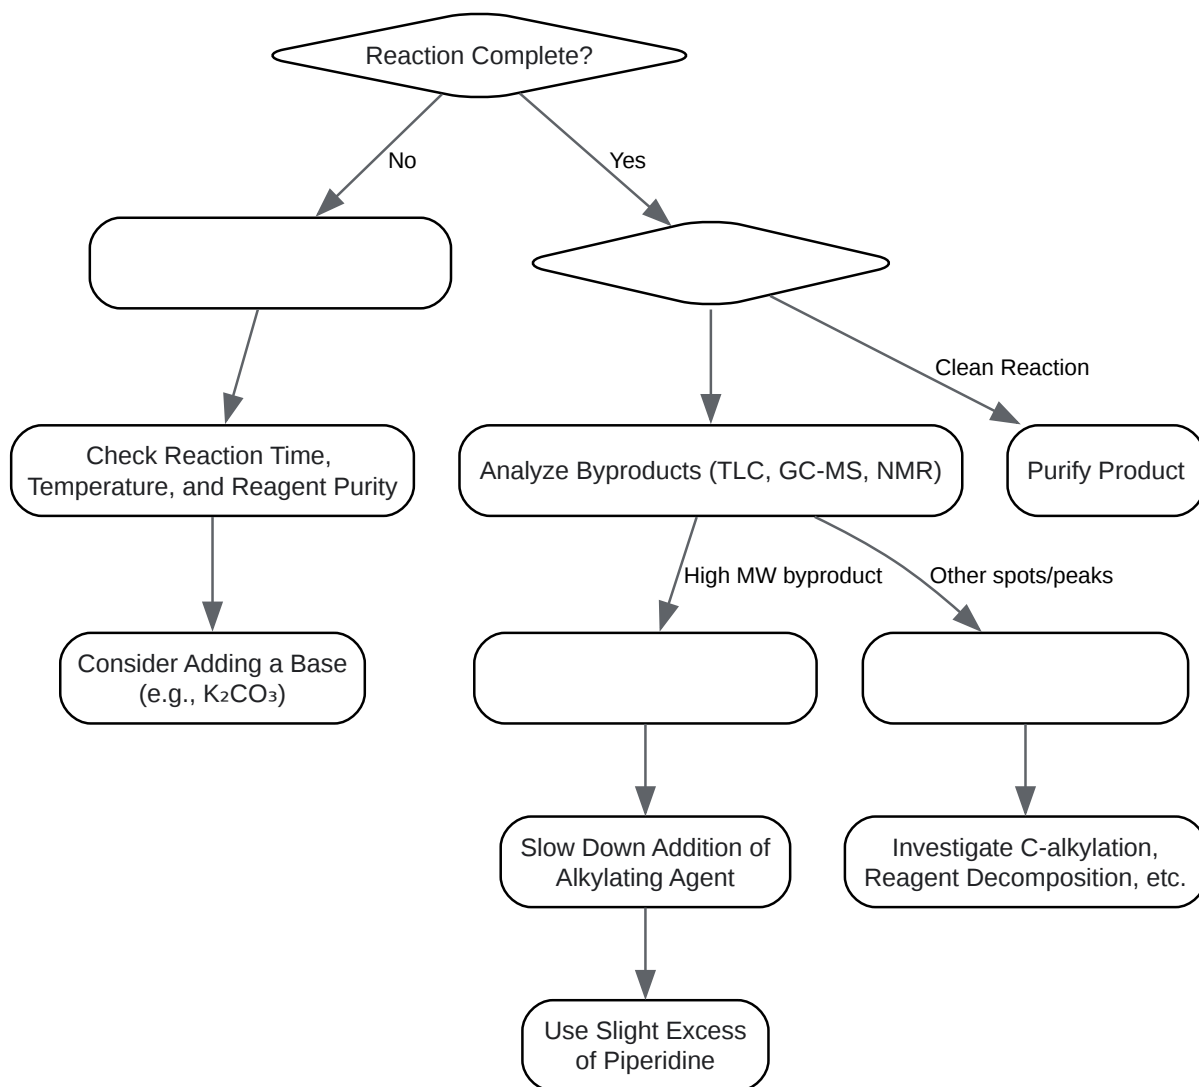 Reaction Complete?
No
Yes
Clean Reaction
Check Reaction Time,
Temperature, and Reagent Purity
Analyze Byproducts (TLC, GC-MS, NMR)
Purify Product
High MW byproduct
Other spots/peaks
Consider Adding a Base
(e.g., K₂CO₃)
Slow Down Addition of
Alkylating Agent
Investigate C-alkylation,
Reagent Decomposition, etc.
Use Slight Excess
of Piperidine